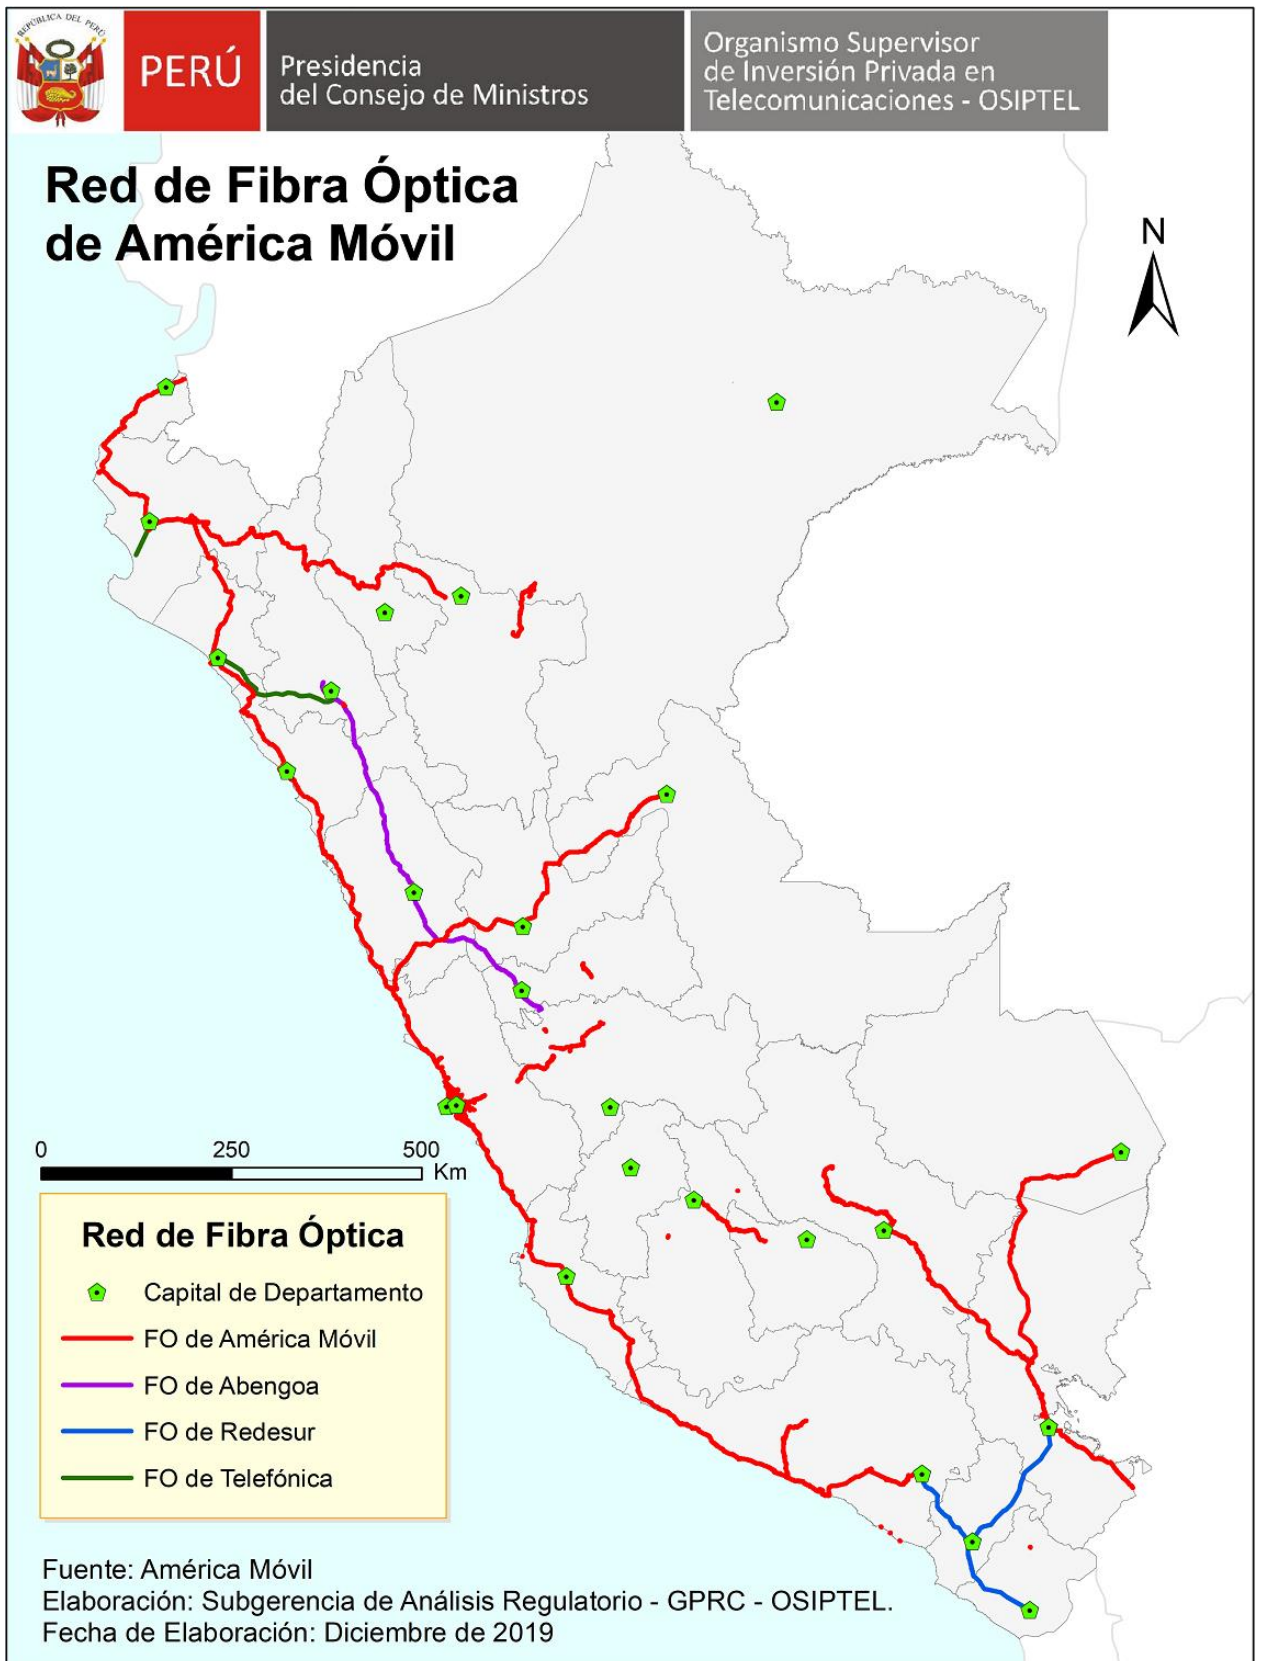 REPÚBLICA DEL PERÚ
PERÚ
Presidencia
del Consejo de Ministros
Organismo Supervisor
de Inversión Privada en
Telecomunicaciones - OSIPTEL
Red de Fibra Óptica
de América Móvil
N
0 250 500
Km
Red de Fibra Óptica
Capital de Departamento
FO de América Móvil
FO de Abengoa
FO de Redesur
FO de Telefónica
Fuente: América Móvil
Elaboración: Subgerencia de Análisis Regulatorio - GPRC - OSIPTEL.
Fecha de Elaboración: Diciembre de 2019